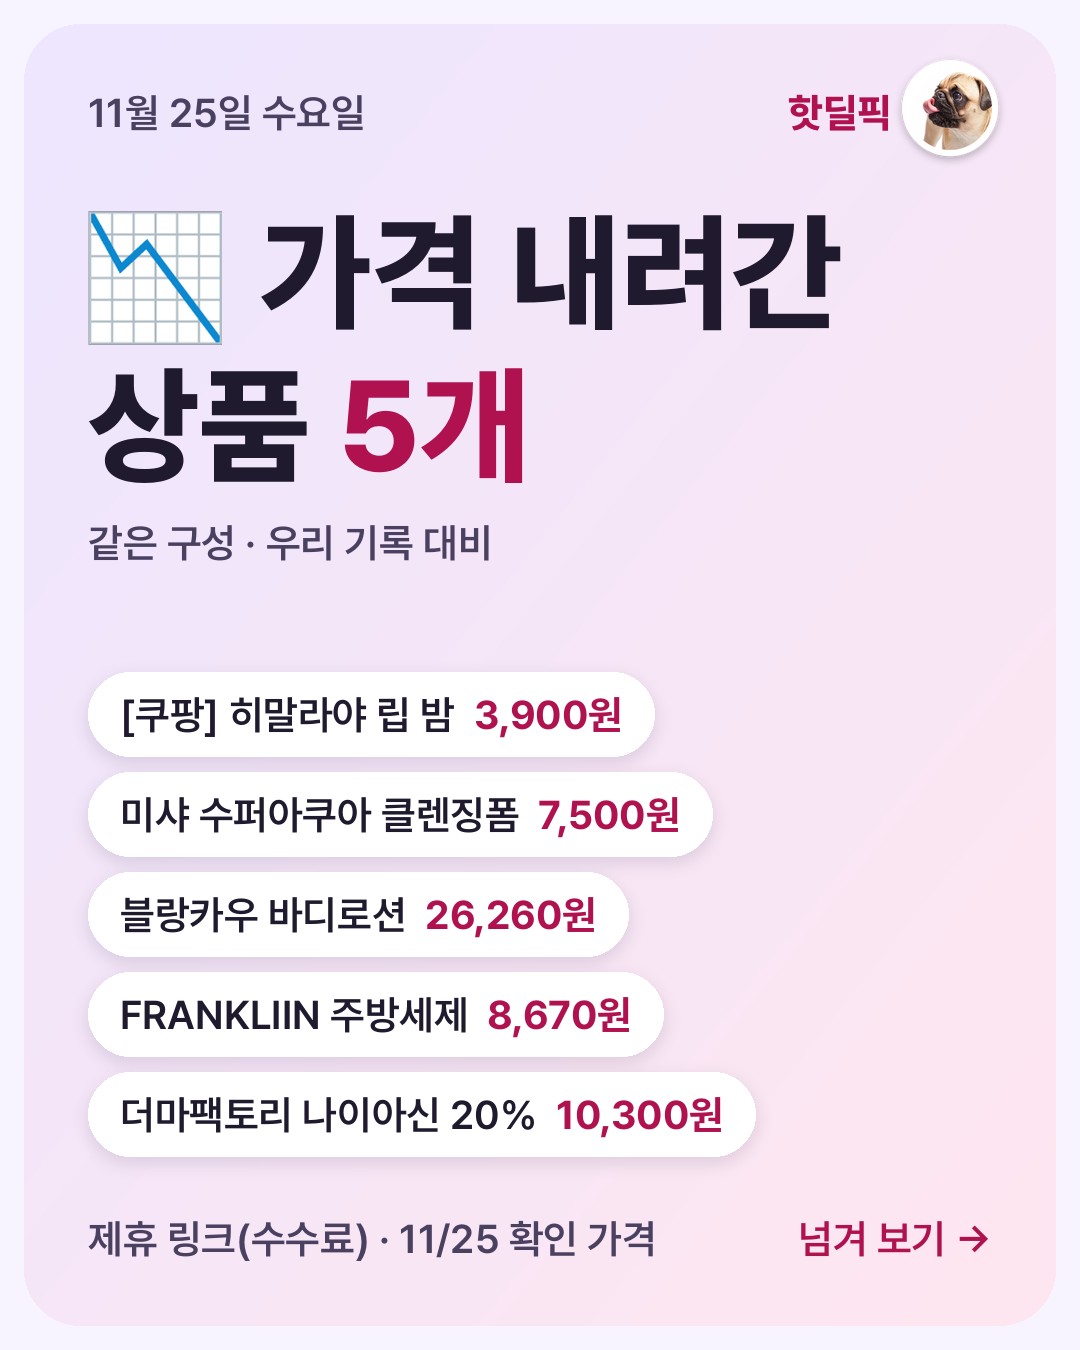 11월 25일 수요일
핫딜픽
가격 내려간
상품 5개
같은 구성 · 우리 기록 대비
[쿠팡] 히말라야 립 밤 3,900원
미샤 수퍼아쿠아 클렌징폼 7,500원
블랑카우 바디로션 26,260원
FRANKLIIN 주방세제 8,670원
더마팩토리 나이아신 20% 10,300원
제휴 링크(수수료) · 11/25 확인 가격
넘겨 보기 →